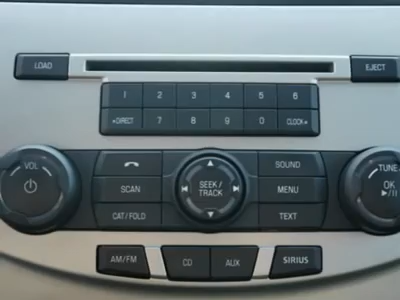 LOAD EJECT
1 2 3 4 5 6
DIRECT 7 8 9 0 CLOCK
VOL SOUND TUNE
SCAN SEEK/ MENU OK
TRACK
CAT/FOLD TEXT
AM/FM CD AUX SIRIUS